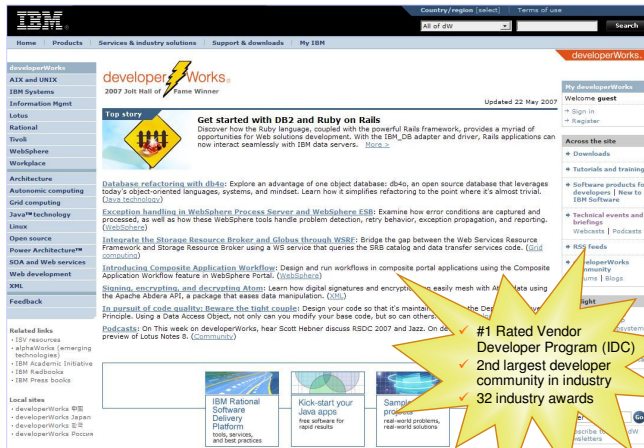 Country/region [select] Terms of use
IBM
All of dW
Search
Home Products Services & industry solutions Support & downloads My IBM
developerWorks.
developerWorks
AIX and UNIX
IBM Systems
Information Mgmt
Lotus
Rational
Tivoli
WebSphere
Workplace
Architecture
Autonomic computing
Grid computing
Java™ technology
Linux
Open source
Power Architecture™
SOA and Web services
Web development
XML
Feedback
Related links
• ISV resources
• alphaWorks (emerging
technologies)
• IBM Academic Initiative
• IBM Redbooks
• IBM Press books
Local sites
• developerWorks 中国
• developerWorks Japan
• developerWorks 한국
• developerWorks Россия
developerWorks®
2007 Jolt Hall of Fame Winner
Updated 22 May 2007
Top story
Get started with DB2 and Ruby on Rails
Discover how the Ruby language, coupled with the powerful Rails framework, provides a myriad of
opportunities for Web solutions development. With the IBM_DB adapter and driver, Rails applications can
now interact seamlessly with IBM data servers. More >
Database refactoring with db4o: Explore an advantage of one object database: db4o, an open source database that leverages
today's object-oriented languages, systems, and mindset. Learn how it simplifies refactoring to the point where it's almost trivial.
(Java technology)
Exception handling in WebSphere Process Server and WebSphere ESB: Examine how error conditions are captured and
processed, as well as how these WebSphere tools handle problem detection, retry behavior, exception propagation, and reporting.
(WebSphere)
Integrate the Storage Resource Broker and Globus through WSRF: Bridge the gap between the Web Services Resource
Framework and Storage Resource Broker using a WS service that queries the SRB catalog and data transfer services code. (Grid
computing)
Introducing Composite Application Workflow: Design and run workflows in composite portal applications using the Composite
Application Workflow feature in WebSphere Portal. (WebSphere)
Signing, encrypting, and decrypting Atom: Learn how digital signatures and encryption can easily mesh with Atom data using
the Apache Abdera API, a package that eases data manipulation. (XML)
In pursuit of code quality: Beware the tight couple: Design your code so that it's maintain
Principle. Using a Data Access Object, not only can you modify your base code, but so can others.
Podcasts: On This week on developerWorks, hear Scott Hebner discuss RSDC 2007 and Jazz. On de
preview of Lotus Notes 8. (Community)
IBM Rational
Software
Delivery
Platform
tools, services,
and best practices
Kick-start your
Java apps
free software for
rapid results
real-world problems,
real-world solutions
My developerWorks
Welcome guest
Sign in
Register
Across the site
Downloads
Tutorials and training
Software products for
developers | New to
IBM Software
Technical events and
briefings
Webcasts | Podcasts
RSS feeds
| Blogs
✓ #1 Rated Vendor
Developer Program (IDC)
✓ 2nd largest developer
community in industry
✓ 32 industry awards
Go